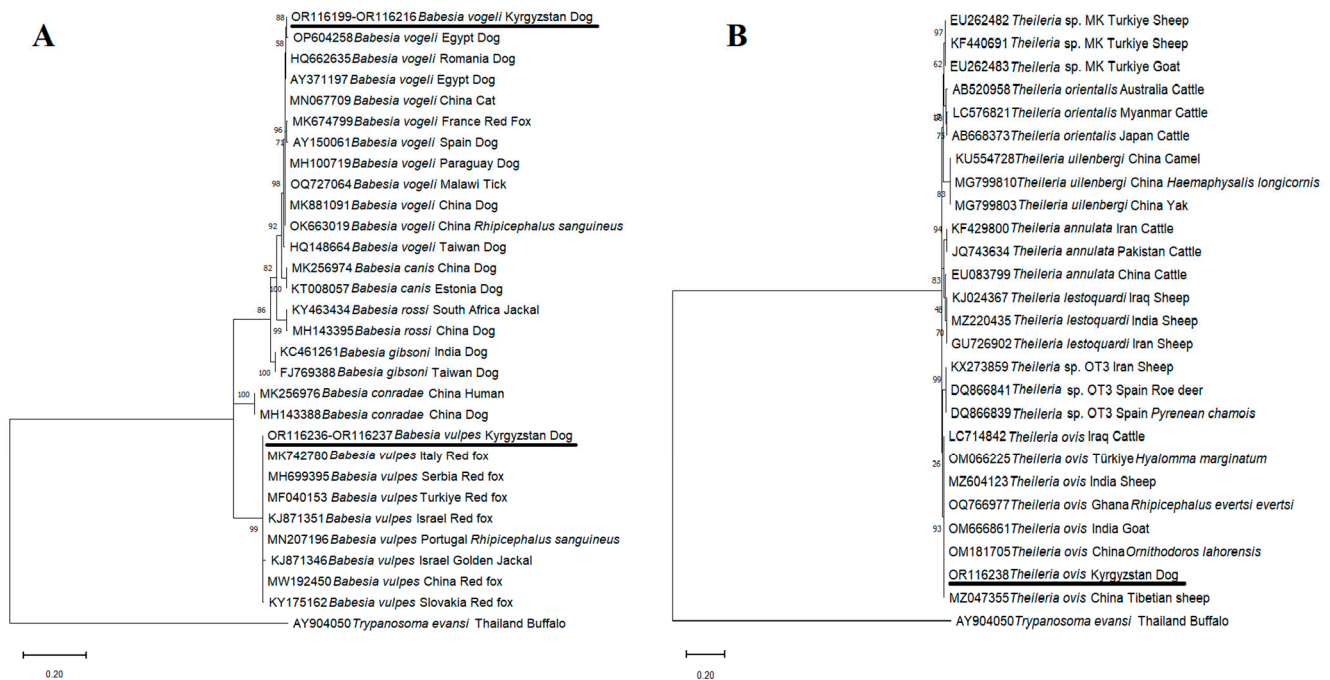 A
88
OR116199-OR116216 Babesia vogeli Kyrgyzstan Dog
58
OP604258 Babesia vogeli Egypt Dog
HQ662635 Babesia vogeli Romania Dog
AY371197 Babesia vogeli Egypt Dog
MN067709 Babesia vogeli China Cat
MK674799 Babesia vogeli France Red Fox
96
71
AY150061 Babesia vogeli Spain Dog
MH100719 Babesia vogeli Paraguay Dog
98
OQ727064 Babesia vogeli Malawi Tick
MK881091 Babesia vogeli China Dog
92
OK663019 Babesia vogeli China Rhipicephalus sanguineus
HQ148664 Babesia vogeli Taiwan Dog
82
MK256974 Babesia canis China Dog
100
KT008057 Babesia canis Estonia Dog
86
KY463434 Babesia rossi South Africa Jackal
99
MH143395 Babesia rossi China Dog
KC461261 Babesia gibsoni India Dog
100
FJ769388 Babesia gibsoni Taiwan Dog
100
MK256976 Babesia conradae China Human
MH143388 Babesia conradae China Dog
OR116236-OR116237 Babesia vulpes Kyrgyzstan Dog
MK742780 Babesia vulpes Italy Red fox
MH699395 Babesia vulpes Serbia Red fox
MF040153 Babesia vulpes Turkiye Red fox
KJ871351 Babesia vulpes Israel Red fox
99
MN207196 Babesia vulpes Portugal Rhipicephalus sanguineus
KJ871346 Babesia vulpes Israel Golden Jackal
MW192450 Babesia vulpes China Red fox
KY175162 Babesia vulpes Slovakia Red fox
AY904050 Trypanosoma evansi Thailand Buffalo
0.20
B
EU262482 Theileria sp. MK Turkiye Sheep
97
KF440691 Theileria sp. MK Turkiye Sheep
62
EU262483 Theileria sp. MK Turkiye Goat
AB520958 Theileria orientalis Australia Cattle
LC576821 Theileria orientalis Myanmar Cattle
AB668373 Theileria orientalis Japan Cattle
KU554728 Theileria uilenbergi China Camel
MG799810 Theileria uilenbergi China Haemaphysalis longicornis
83
MG799803 Theileria uilenbergi China Yak
94
KF429800 Theileria annulata Iran Cattle
JQ743634 Theileria annulata Pakistan Cattle
83
EU083799 Theileria annulata China Cattle
KJ024367 Theileria lestoquardi Iraq Sheep
MZ220435 Theileria lestoquardi India Sheep
70
GU726902 Theileria lestoquardi Iran Sheep
KX273859 Theileria sp. OT3 Iran Sheep
99
DQ866841 Theileria sp. OT3 Spain Roe deer
DQ866839 Theileria sp. OT3 Spain Pyrenean chamois
LC714842 Theileria ovis Iraq Cattle
26
OM066225 Theileria ovis Türkiye Hyalomma marginatum
MZ604123 Theileria ovis India Sheep
OQ766977 Theileria ovis Ghana Rhipicephalus evertsi evertsi
93
OM666861 Theileria ovis India Goat
OM181705 Theileria ovis China Ornithodoros lahorensis
OR116238 Theileria ovis Kyrgyzstan Dog
MZ047355 Theileria ovis China Tibetian sheep
AY904050 Trypanosoma evansi Thailand Buffalo
0.20